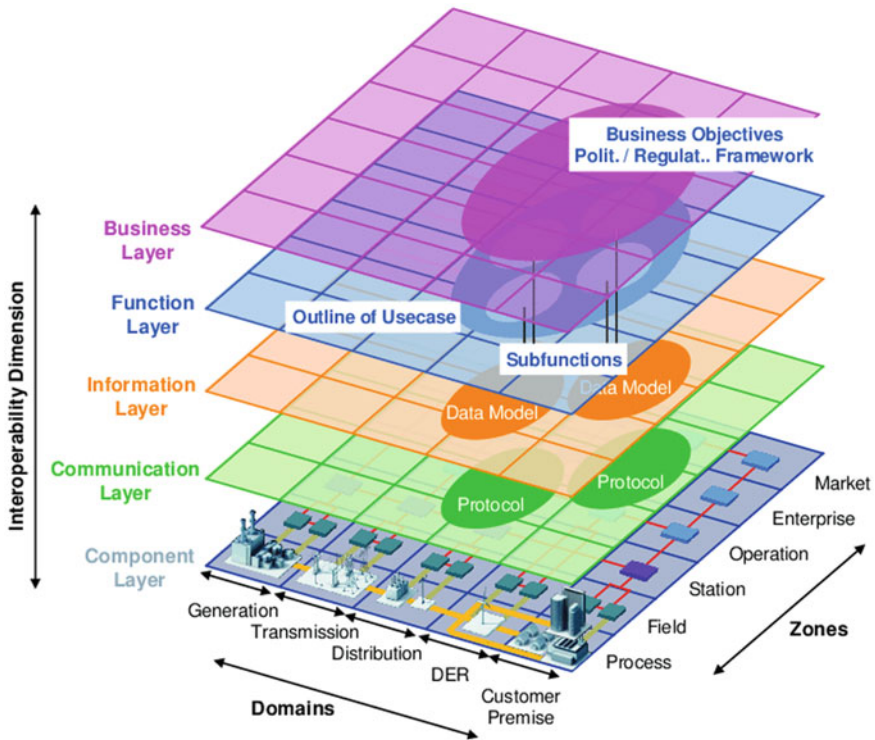 Business Objectives
Polit. / Regulat.. Framework
Interoperability Dimension
Business
Layer
Function
Layer
Outline of Usecase
Subfunctions
Information
Layer
Data Model
Data Model
Communication
Layer
Protocol
Protocol
Component
Layer
Market
Enterprise
Operation
Station
Field
Process
Zones
Generation
Transmission
Distribution
DER
Customer
Premise
Domains